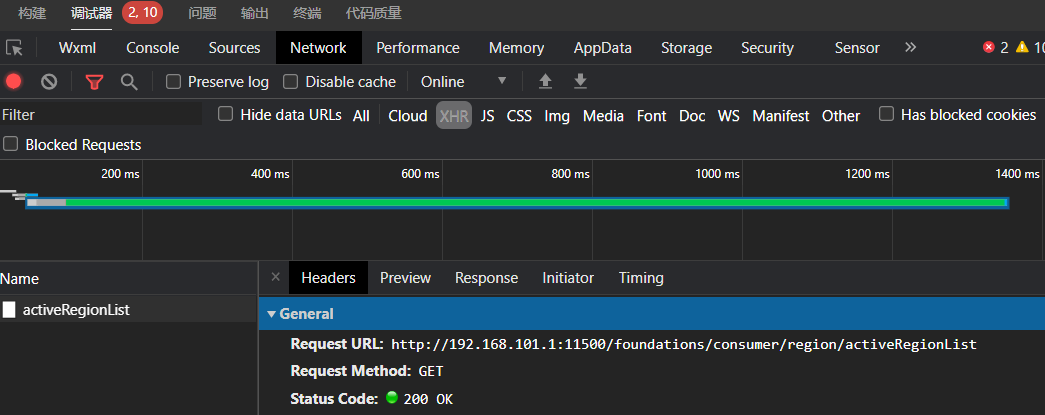 构建 调试器 2, 10 问题 输出 终端 代码质量
Wxml Console Sources Network Performance Memory AppData Storage Security Sensor » 2 10
Preserve log Disable cache Online
Filter Hide data URLs All Cloud XHR JS CSS Img Media Font Doc WS Manifest Other Has blocked cookies
Blocked Requests
200 ms 400 ms 600 ms 800 ms 1000 ms 1200 ms 1400 ms
Name × Headers Preview Response Initiator Timing
activeRegionList
General
Request URL: http://192.168.101.1:11500/foundations/consumer/region/activeRegionList
Request Method: GET
Status Code: 200 OK